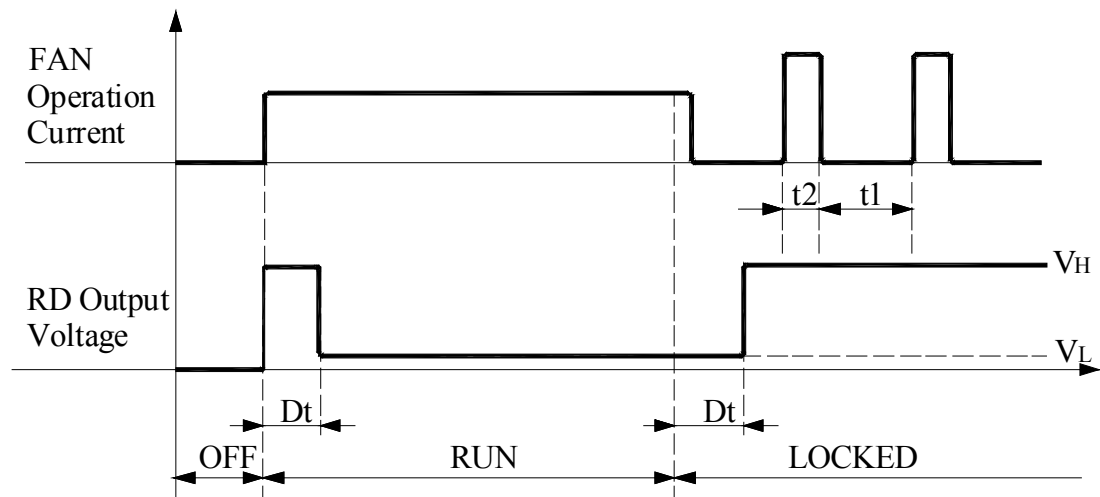 FAN
Operation
Current
t2
t1
VH
RD Output
Voltage
VL
Dt
Dt
OFF
RUN
LOCKED